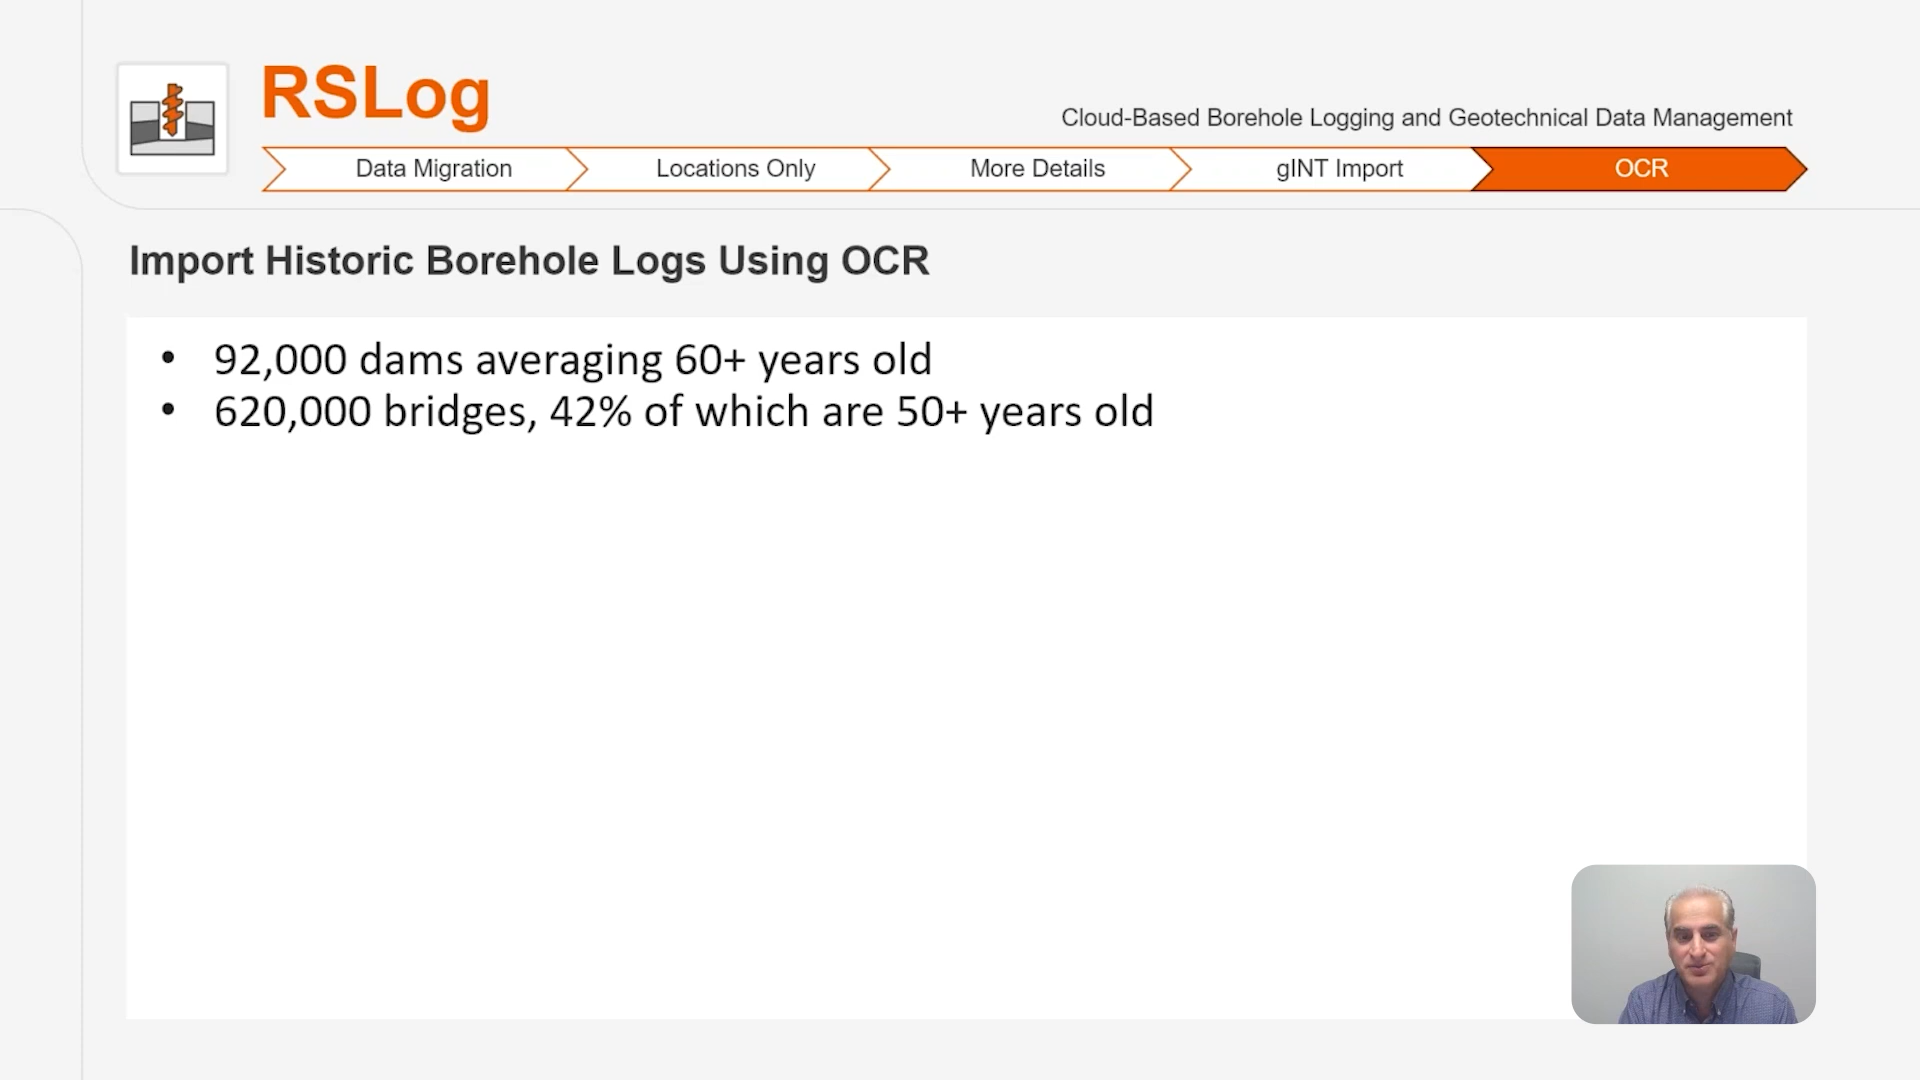 RSLog
Cloud-Based Borehole Logging and Geotechnical Data Management
Data Migration
Locations Only
More Details
gINT Import
OCR
Import Historic Borehole Logs Using OCR
• 92,000 dams averaging 60+ years old
• 620,000 bridges, 42% of which are 50+ years old